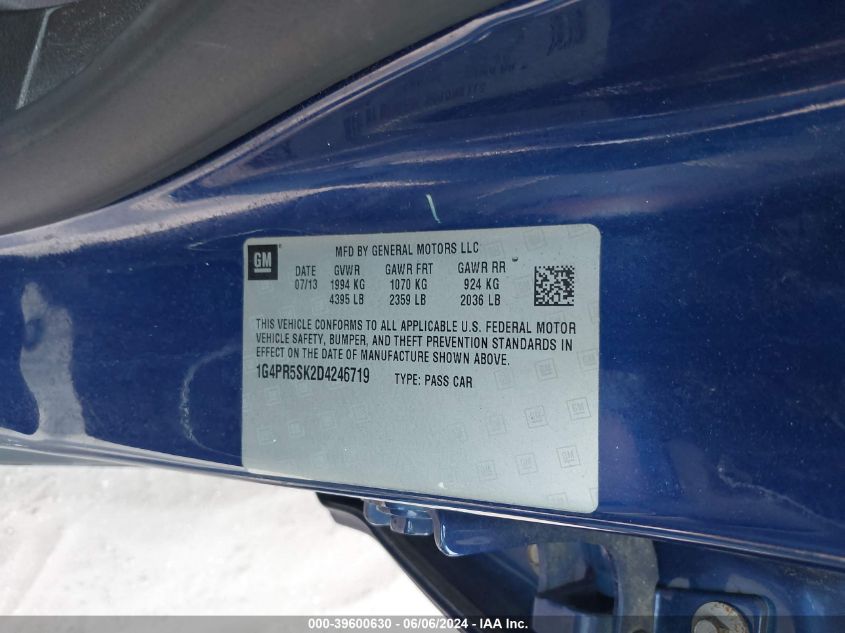 GM
MFD BY GENERAL MOTORS LLC
DATE GVWR GAWR FRT GAWR RR
07/13 1994 KG 1070 KG 924 KG
4395 LB 2359 LB 2036 LB
THIS VEHICLE CONFORMS TO ALL APPLICABLE U.S. FEDERAL MOTOR
VEHICLE SAFETY, BUMPER, AND THEFT PREVENTION STANDARDS IN
EFFECT ON THE DATE OF MANUFACTURE SHOWN ABOVE.
1G4PR5SK2D4246719 TYPE: PASS CAR
000-39600630 - 06/06/2024 - IAA Inc.